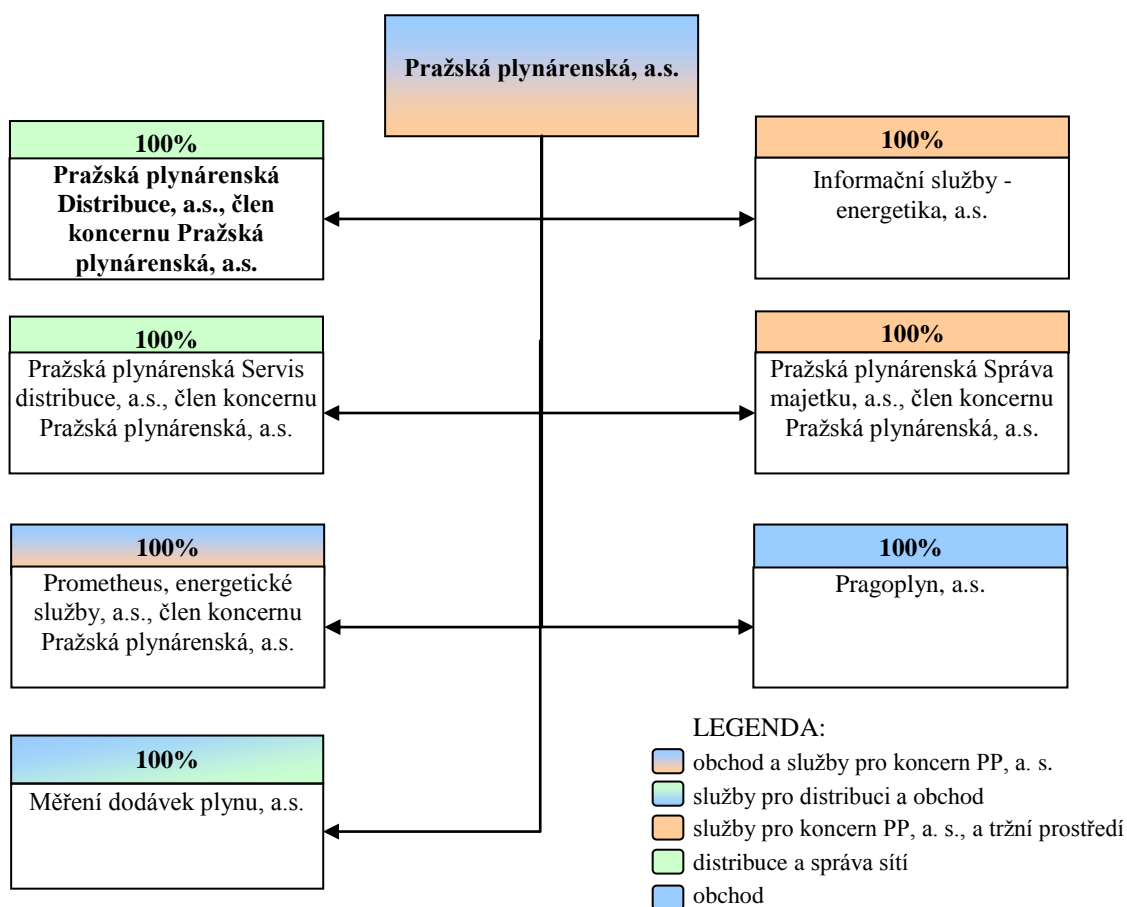 Pražská plynárenská, a.s.
100%
Pražská plynárenská
Distribuce, a.s., člen
koncernu Pražská
plynárenská, a.s.
100%
Informační služby -
energetika, a.s.
100%
Pražská plynárenská Servis
distribuce, a.s., člen koncernu
Pražská plynárenská, a.s.
100%
Pražská plynárenská Správa
majetku, a.s., člen koncernu
Pražská plynárenská, a.s.
100%
Prometheus, energetické
služby, a.s., člen koncernu
Pražská plynárenská, a.s.
100%
Pragoplyn, a.s.
100%
Měření dodávek plynu, a.s.
LEGENDA:
obchod a služby pro koncern PP, a. s.
služby pro distribuci a obchod
služby pro koncern PP, a. s., a tržní prostředí
distribuce a správa sítí
obchod